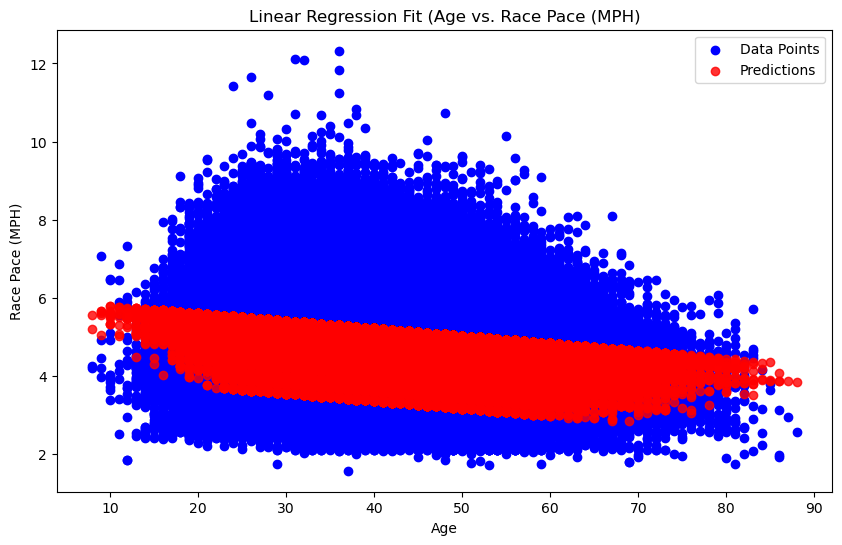 Linear Regression Fit (Age vs. Race Pace (MPH)
Data Points
Predictions
12
10
8
6
4
2
Race Pace (MPH)
10 20 30 40 50 60 70 80 90
Age